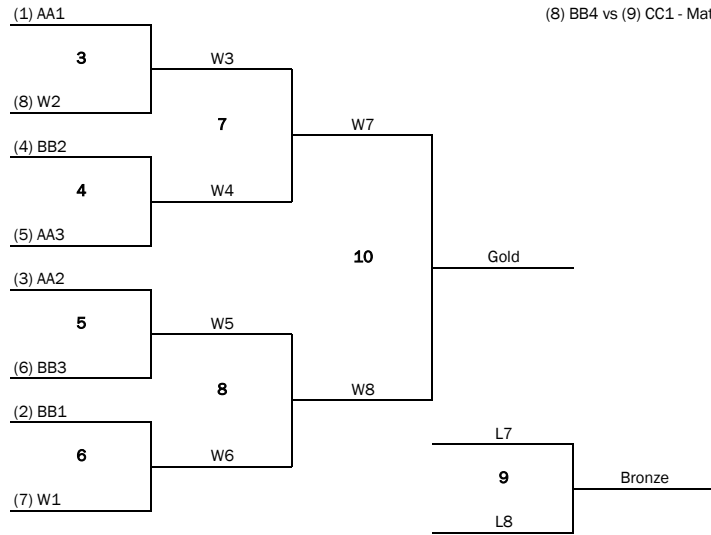 (1) AA1
(8) BB4 vs (9) CC1 - Mat
3
W3
(8) W2
7
W7
(4) BB2
4
W4
(5) AA3
10
Gold
(3) AA2
5
W5
(6) BB3
8
W8
(2) BB1
6
W6
(7) W1
L7
9
Bronze
L8